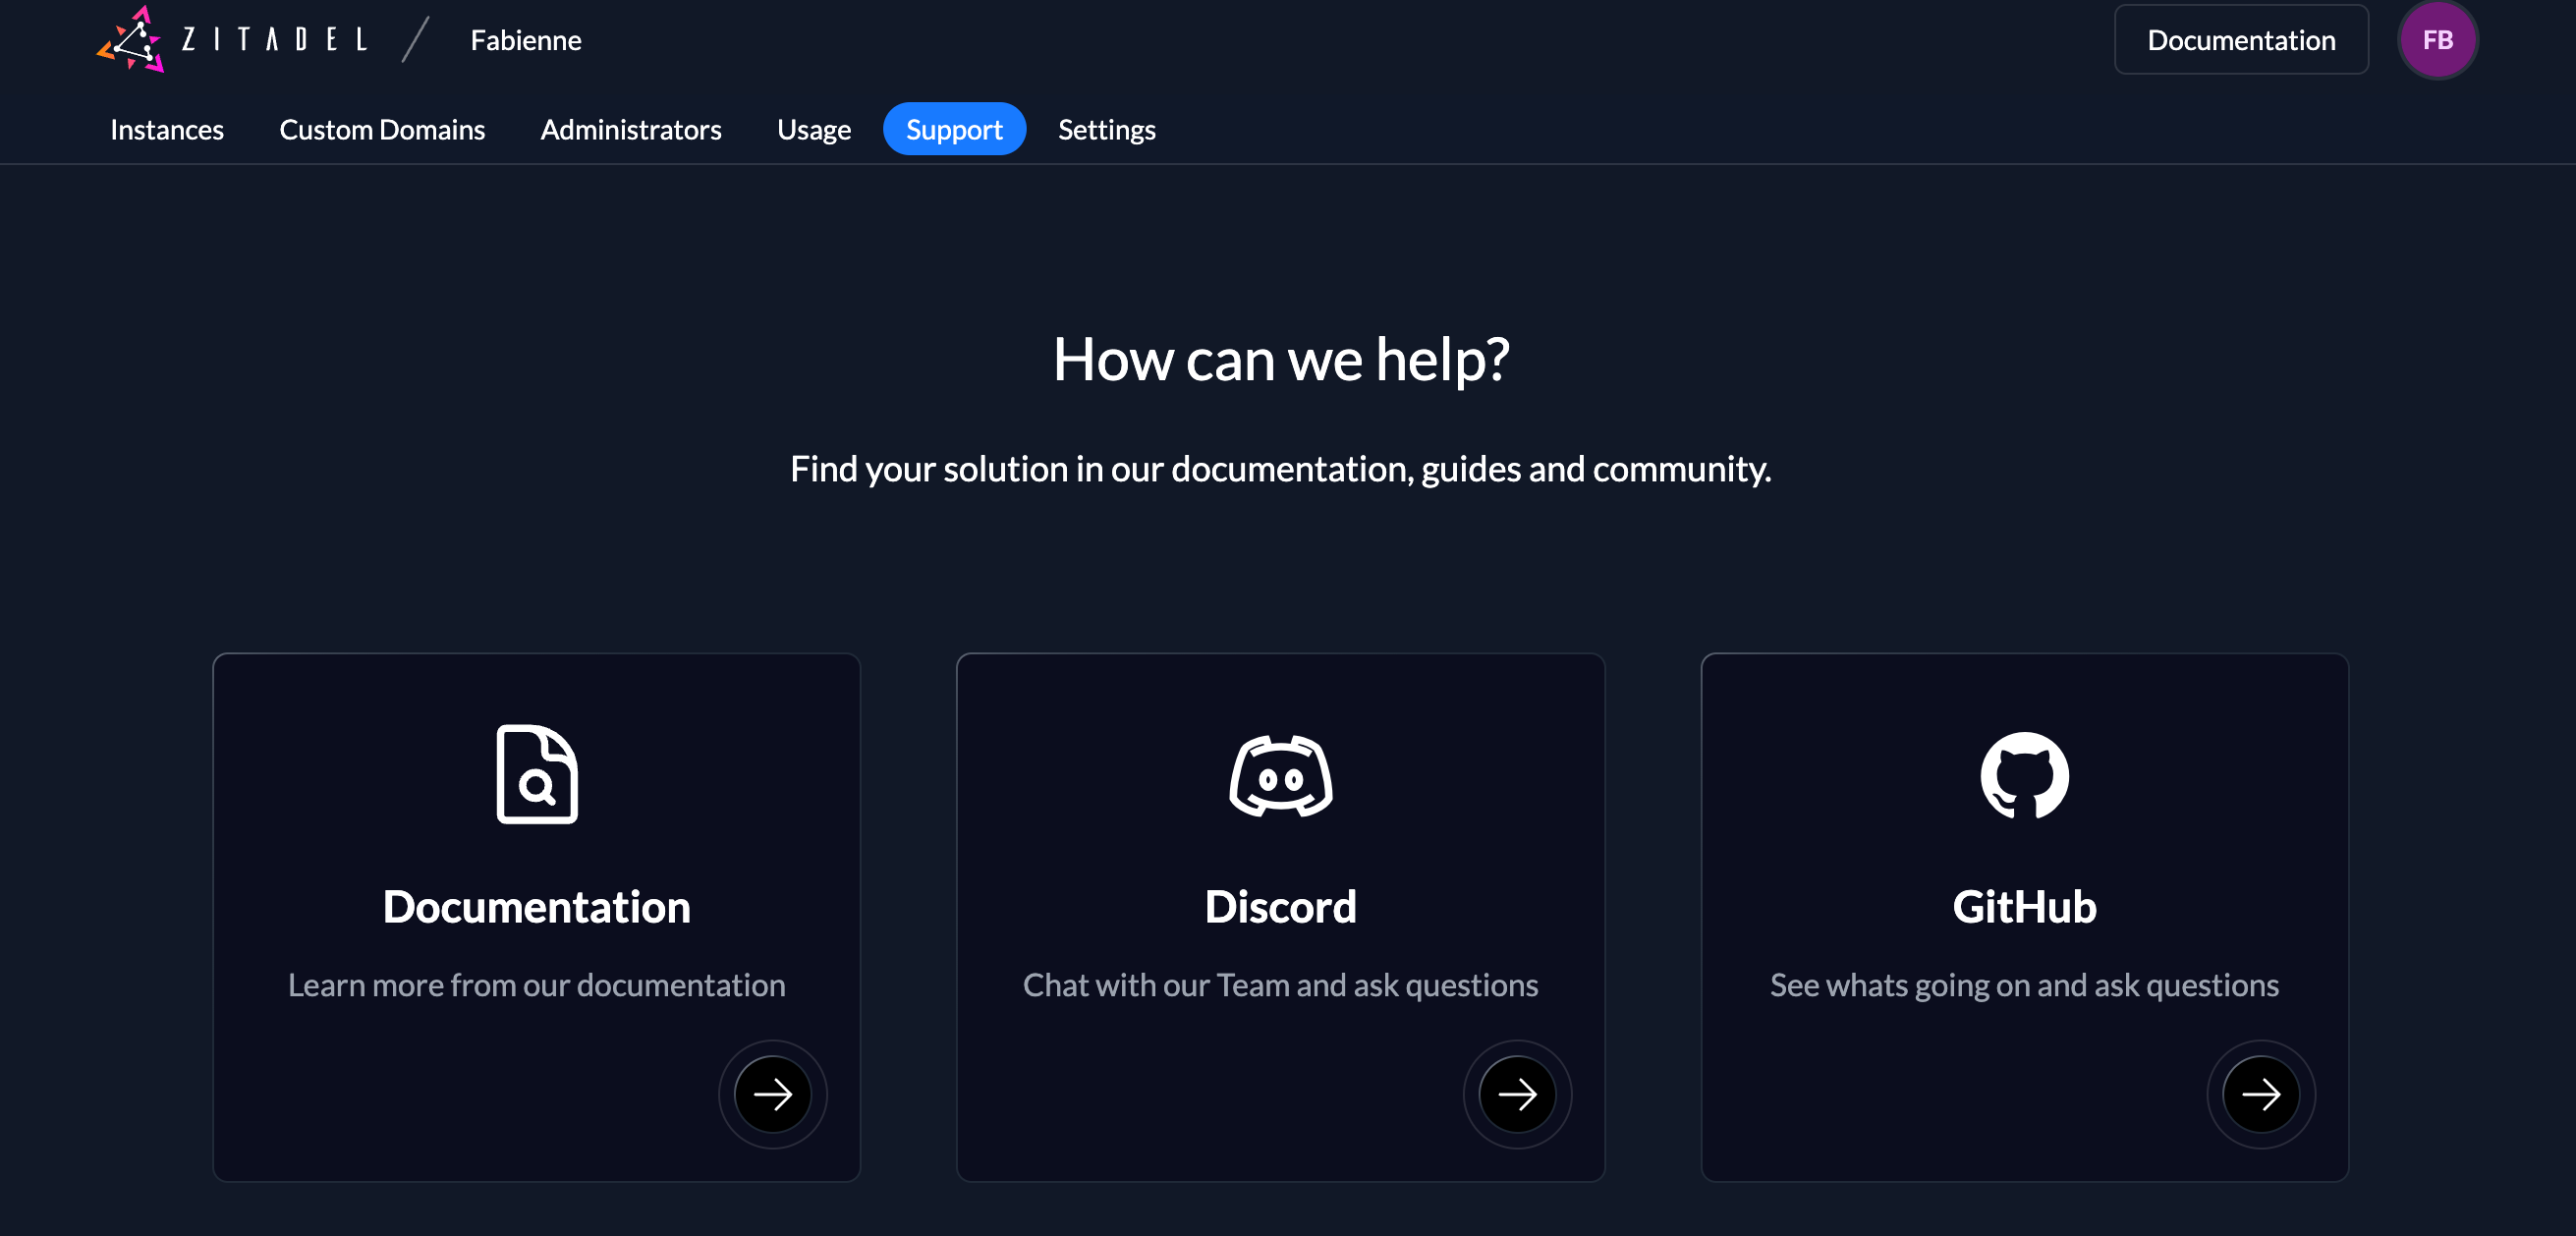 ZITADEL / Fabienne
Documentation
FB
Instances Custom Domains Administrators Usage Support Settings
How can we help?
Find your solution in our documentation, guides and community.
Documentation
Learn more from our documentation
Discord
Chat with our Team and ask questions
GitHub
See whats going on and ask questions